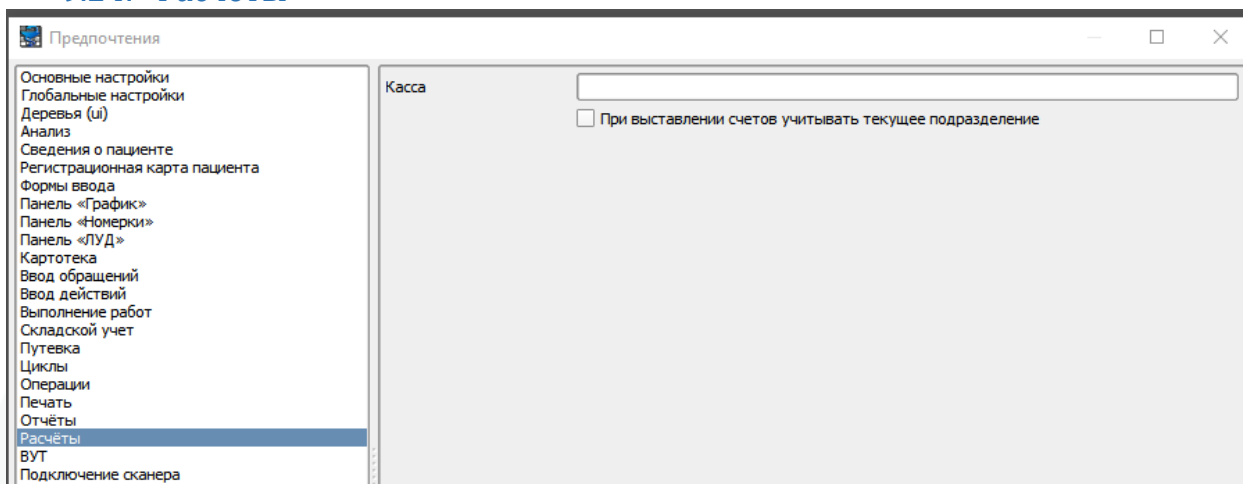 Предпочтения
Основные настройки
Глобальные настройки
Деревья (ui)
Анализ
Сведения о пациенте
Регистрационная карта пациента
Формы ввода
Панель «График»
Панель «Номерки»
Панель «ЛУД»
Картотека
Ввод обращений
Ввод действий
Выполнение работ
Складской учет
Путевка
Циклы
Операции
Печать
Отчёты
Расчёты
ВУТ
Подключение сканера
Касса
При выставлении счетов учитывать текущее подразделение